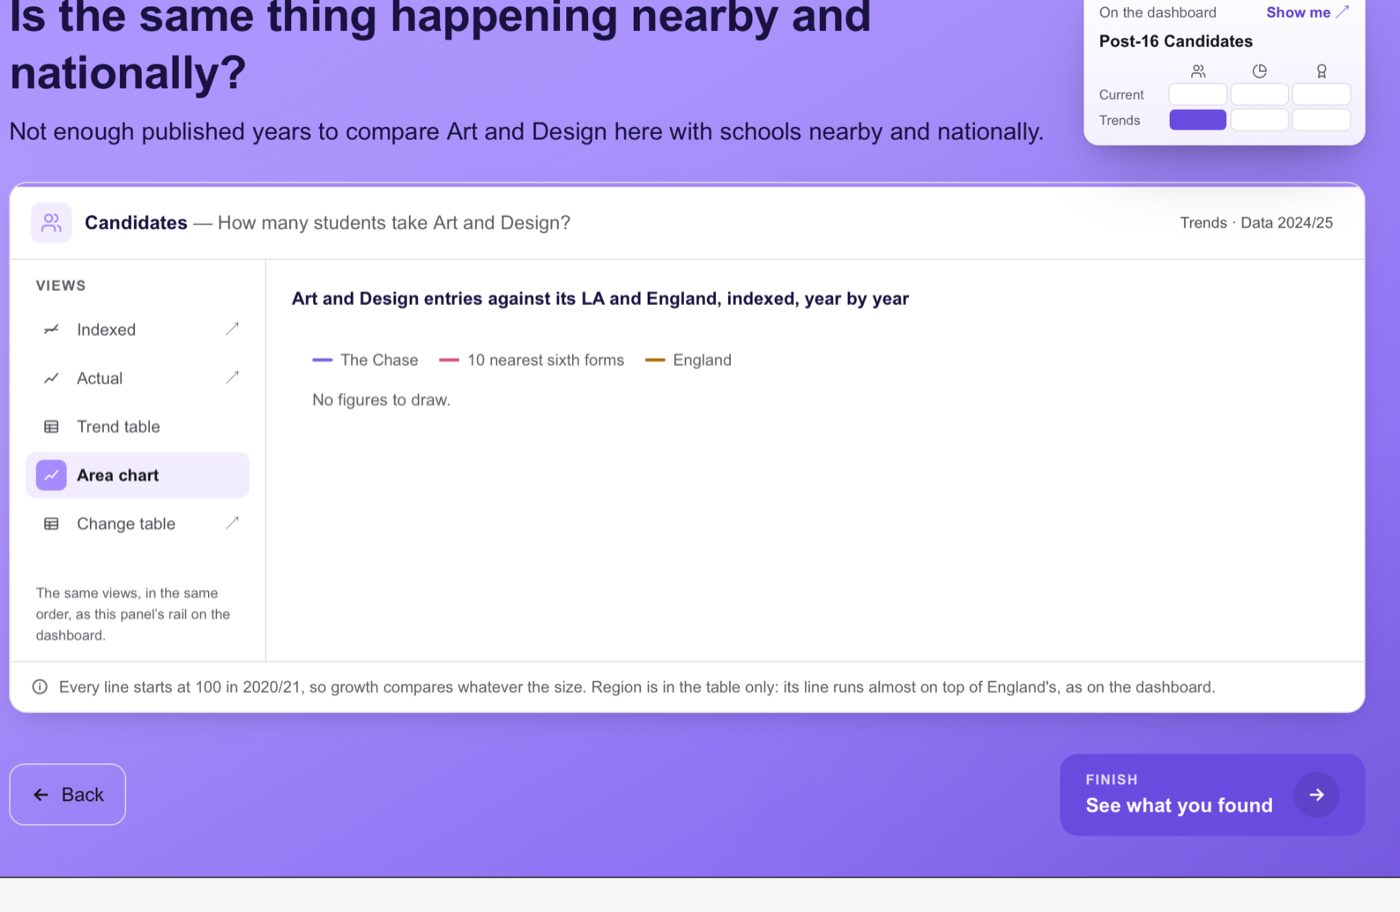 Is the same thing happening nearby and
nationally?
Not enough published years to compare Art and Design here with schools nearby and nationally.
On the dashboard
Show me
Post-16 Candidates
Current
Trends
Candidates — How many students take Art and Design?
Trends · Data 2024/25
VIEWS
Indexed
Actual
Trend table
Area chart
Change table
The same views, in the same
order, as this panel's rail on the
dashboard.
Art and Design entries against its LA and England, indexed, year by year
The Chase
10 nearest sixth forms
England
No figures to draw.
Every line starts at 100 in 2020/21, so growth compares whatever the size. Region is in the table only: its line runs almost on top of England's, as on the dashboard.
Back
FINISH
See what you found